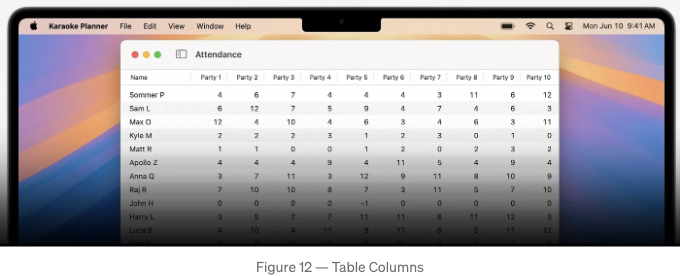 Karaoke Planner File Edit View Window Help Mon Jun 10 9:41 AM
Attendance
Name Party 1 Party 2 Party 3 Party 4 Party 5 Party 6 Party 7 Party 8 Party 9 Party 10
Sommer P 4 6 7 4 4 4 3 11 6 12
Sam L 6 12 7 5 9 4 7 4 6 3
Max O 12 4 10 4 6 3 4 6 3 11
Kyle M 2 2 2 3 1 2 3 0 1 0
Matt R 1 1 0 0 1 2 0 2 3 2
Apollo Z 4 4 4 9 4 11 5 4 9 4
Anna Q 3 7 11 3 12 9 11 8 10 9
Raj R 7 10 10 8 7 3 11 5 7 10
John H 0 0 0 0 -1 0 0 0 0 0
Harry L 3 5 7 7 11 11 6 11 12 3
Luca B 4 10 4 11 9 11 6 5 11 12
Figure 12 — Table Columns